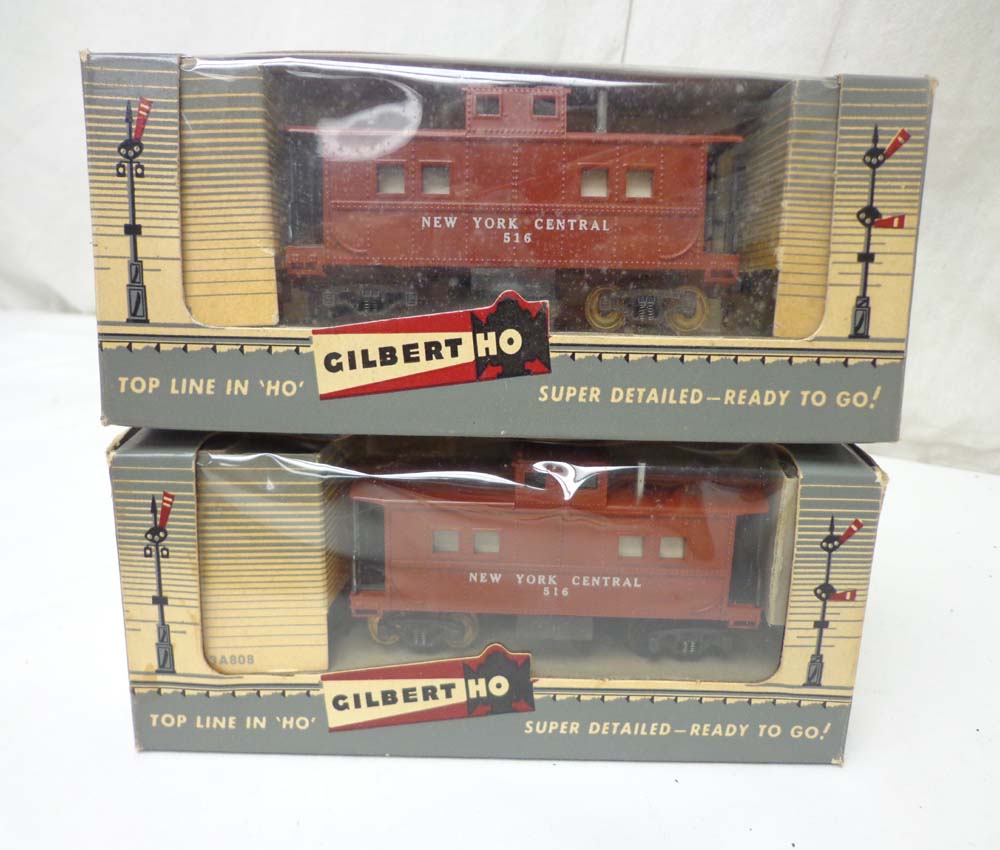 NEW YORK CENTRAL
516
GILBERT HO
TOP LINE IN 'HO'
SUPER DETAILED—READY TO GO!
NEW YORK CENTRAL
516
3A808
GILBERT HO
TOP LINE IN 'HO'
SUPER DETAILED—READY TO GO!